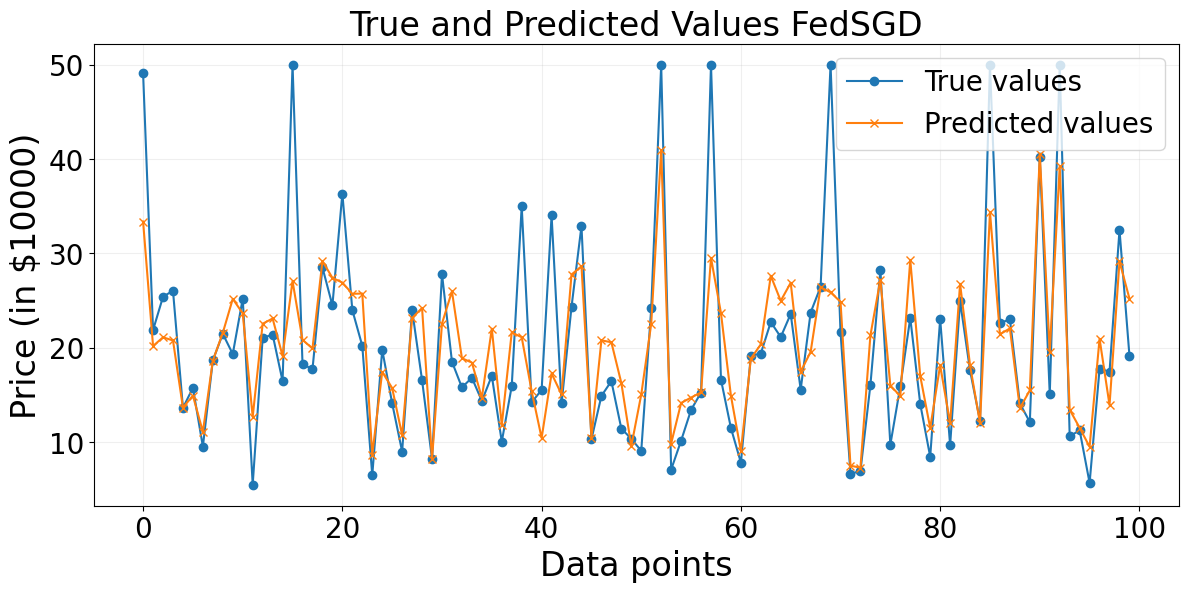 True and Predicted Values FedSGD
Price (in $10000)
50
40
30
20
10
0
20
40
60
80
100
Data points
True values
Predicted values